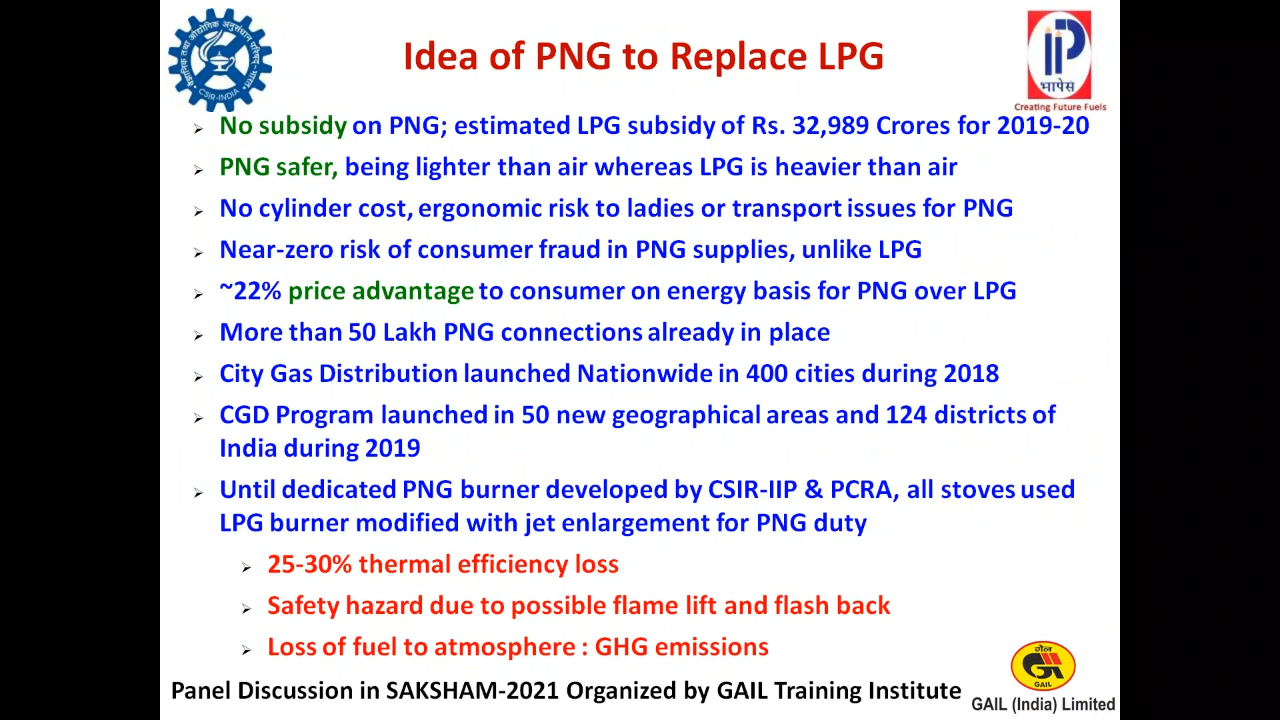 Idea of PNG to Replace LPG
CSIR-INDIA
IIP
भापेस
Creating Future Fuels
➢ No subsidy on PNG; estimated LPG subsidy of Rs. 32,989 Crores for 2019-20
➢ PNG safer, being lighter than air whereas LPG is heavier than air
➢ No cylinder cost, ergonomic risk to ladies or transport issues for PNG
➢ Near-zero risk of consumer fraud in PNG supplies, unlike LPG
➢ ~22% price advantage to consumer on energy basis for PNG over LPG
➢ More than 50 Lakh PNG connections already in place
➢ City Gas Distribution launched Nationwide in 400 cities during 2018
➢ CGD Program launched in 50 new geographical areas and 124 districts of
India during 2019
➢ Until dedicated PNG burner developed by CSIR-IIP & PCRA, all stoves used
LPG burner modified with jet enlargement for PNG duty
➢ 25-30% thermal efficiency loss
➢ Safety hazard due to possible flame lift and flash back
➢ Loss of fuel to atmosphere : GHG emissions
गेल
GAIL
Panel Discussion in SAKSHAM-2021 Organized by GAIL Training Institute
GAIL (India) Limited